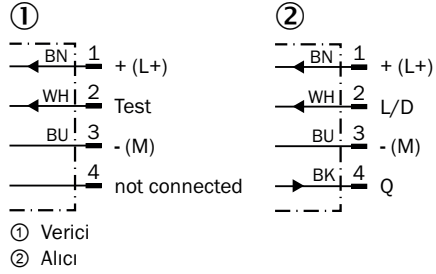 ①
BN 1 + (L+)
WH 2 Test
BU 3 - (M)
4 not connected
②
BN 1 + (L+)
WH 2 L/D
BU 3 - (M)
BK 4 Q
① Verici
② Alıcı